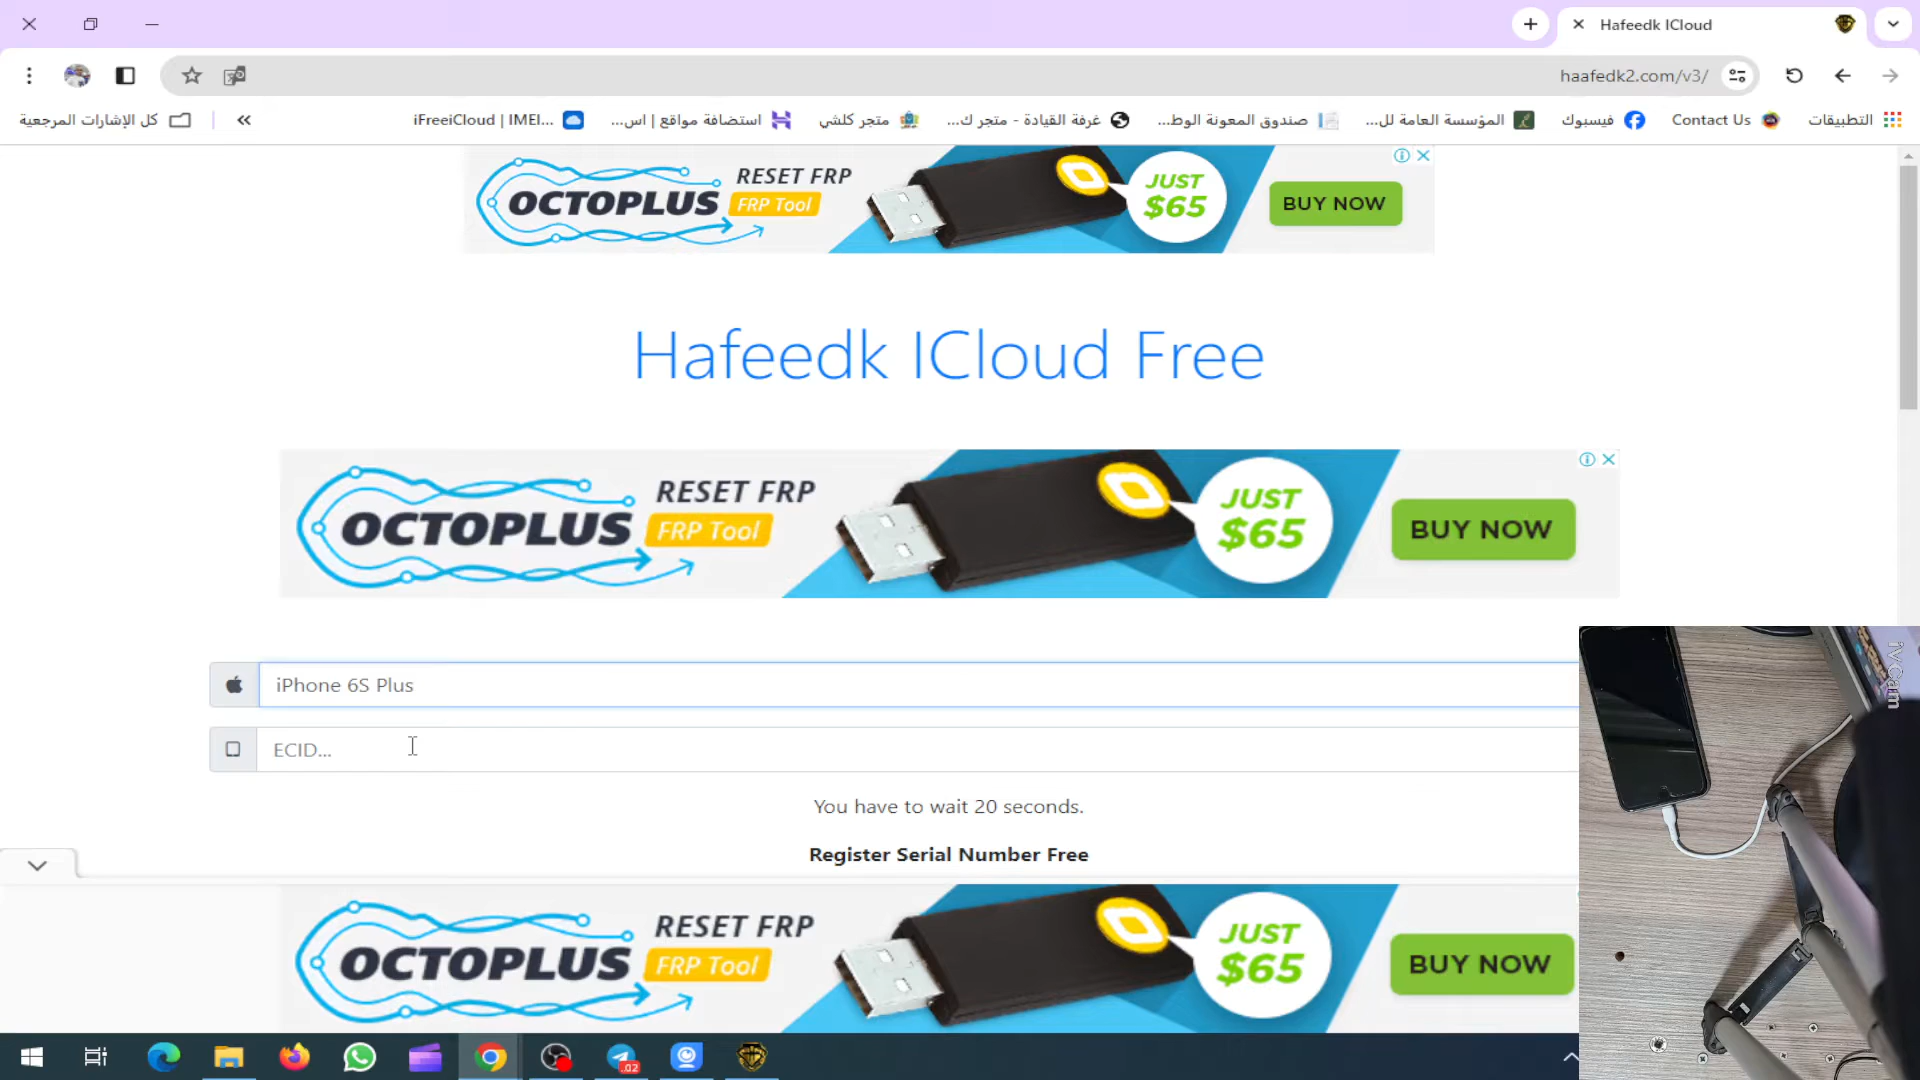 Hafeedk ICloud
haafedk2.com/v3/
التطبيقات
Contact Us
فيسبوك
المؤسسة العامة لل...
صندوق المعونة الوط...
غرفة القيادة - متجر ك...
متجر كلشي
استضافة مواقع | اس...
iFreeiCloud | IMEI...
كل الإشارات المرجعية
OCTOPLUS
RESET FRP
FRP Tool
JUST
$65
BUY NOW
Hafeedk ICloud Free
OCTOPLUS
RESET FRP
FRP Tool
JUST
$65
BUY NOW
iPhone 6S Plus
ECID...
You have to wait 20 seconds.
Register Serial Number Free
OCTOPLUS
RESET FRP
FRP Tool
JUST
$65
BUY NOW
iVCam
.02